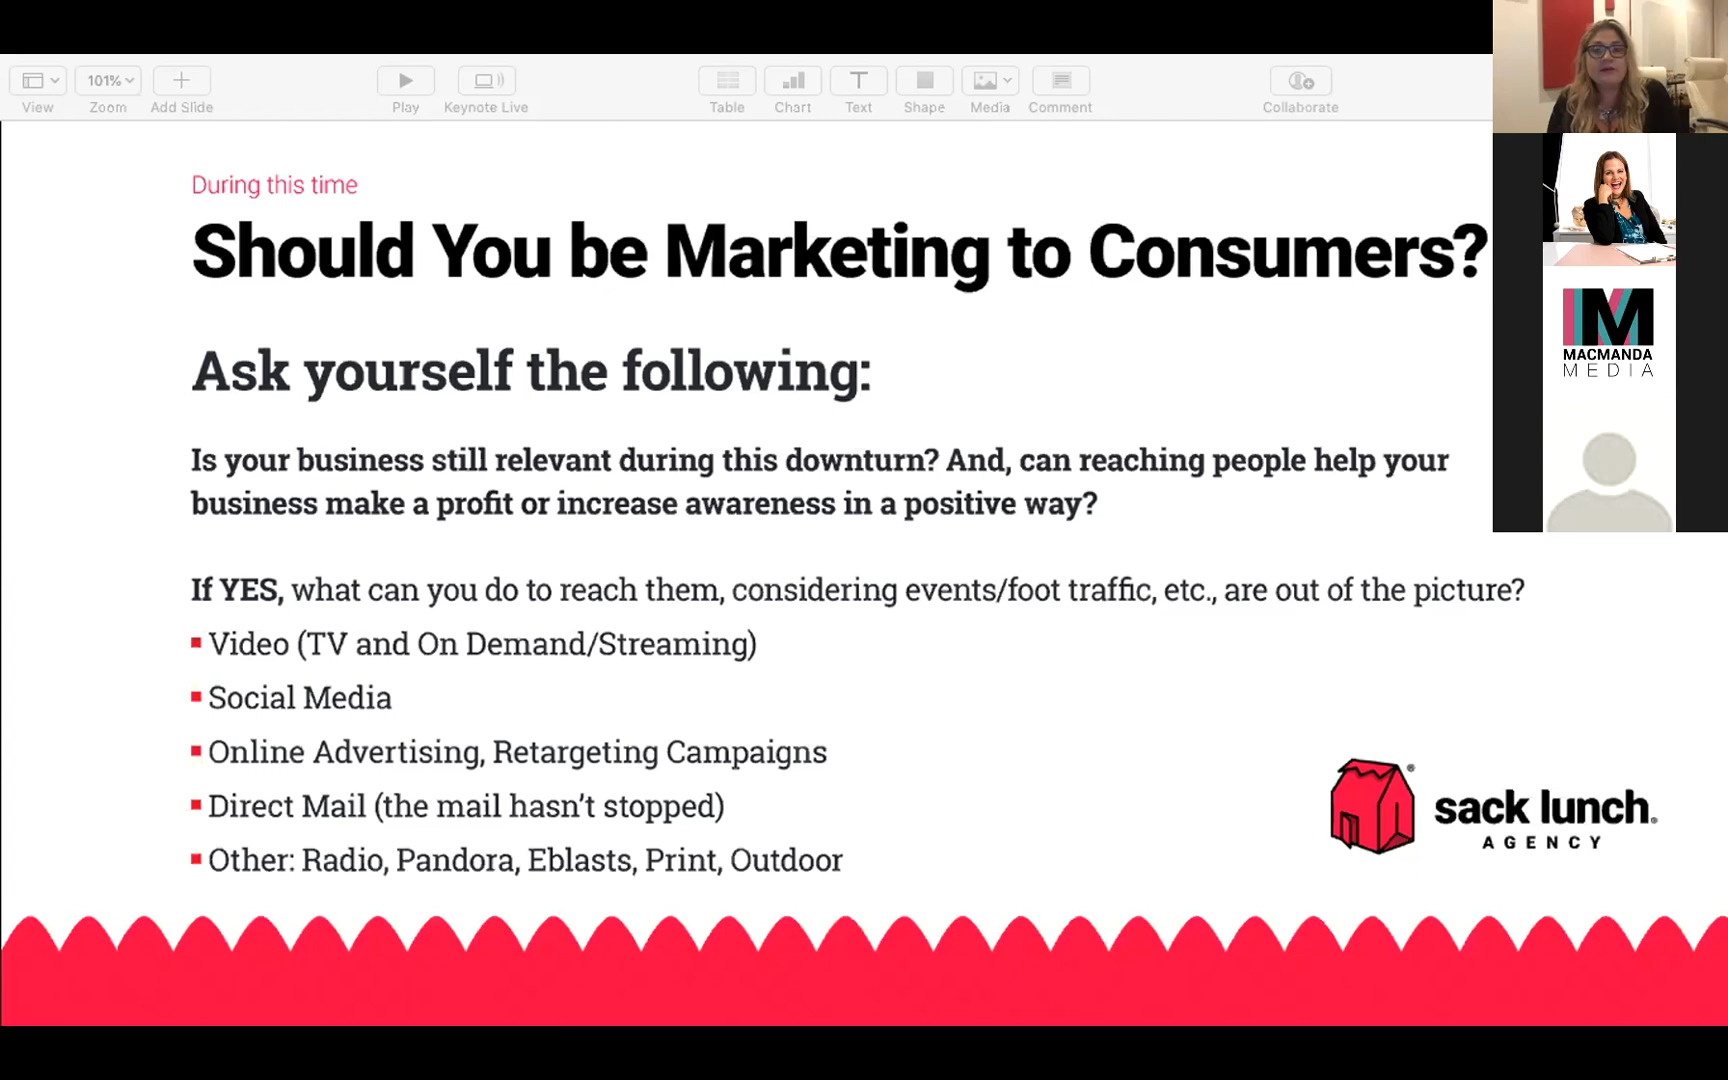 101%
View
Zoom
Add Slide
Play
Keynote Live
Table
Chart
Text
Shape
Media
Comment
Collaborate
During this time
Should You be Marketing to Consumers?
Ask yourself the following:
Is your business still relevant during this downturn? And, can reaching people help your
business make a profit or increase awareness in a positive way?
If YES, what can you do to reach them, considering events/foot traffic, etc., are out of the picture?
Video (TV and On Demand/Streaming)
Social Media
Online Advertising, Retargeting Campaigns
Direct Mail (the mail hasn't stopped)
Other: Radio, Pandora, Eblasts, Print, Outdoor
sack lunch®
AGENCY
M
MACMANDA
MEDIA